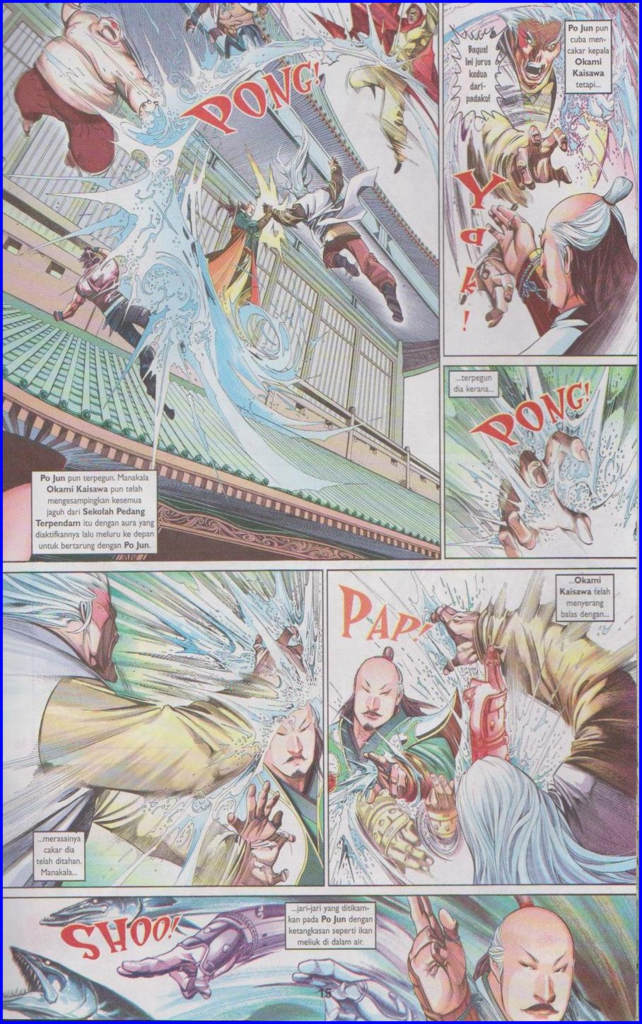 PONG!
Po Jun pun terpegun. Manakala
Okami Kaisawa pun telah
mengesampingkan kesemua
jaguh dari Sekolah Pedang
Terpendam itu dengan aura yang
diaktifkannya lalu meluru ke depan
untuk bertarung dengan Po Jun.
Bagus!
Ini jurus
kedua
dari-
padaku!
Po Jun pun
cuba men-
cakar kepala
Okami
Kaisawa
tetapi...
Yak!
...terpegun
dia kerana...
PONG!
...merasainya
cakar dia
telah ditahan.
Manakala...
PAP!
...Okami
Kaisawa telah
menyerang
balas dengan...
SHOO!
...jari-jari yang ditikam-
kan pada Po Jun dengan
ketangkasan seperti ikan
meliuk di dalam air.
15